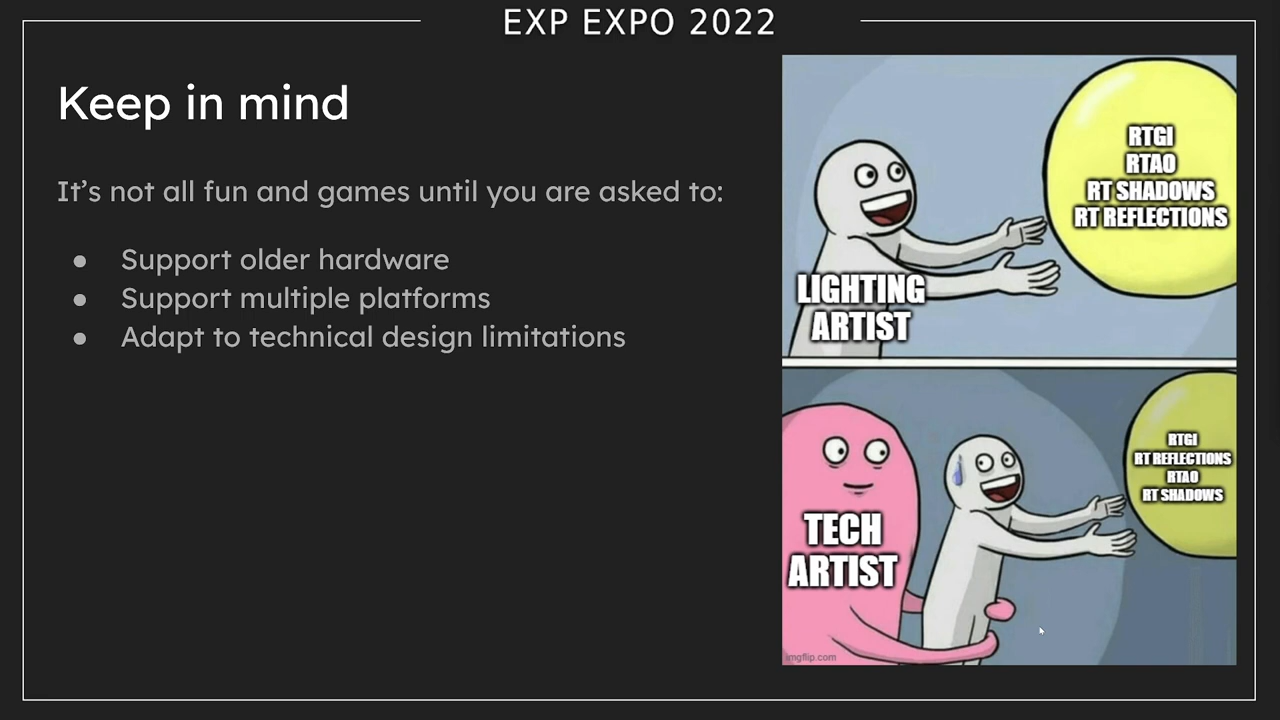 EXP EXPO 2022
Keep in mind
It's not all fun and games until you are asked to:
● Support older hardware
● Support multiple platforms
● Adapt to technical design limitations
RTGI
RTAO
RT SHADOWS
RT REFLECTIONS
LIGHTING
ARTIST
RTGI
RT REFLECTIONS
RTAO
RT SHADOWS
TECH
ARTIST
imgflip.com